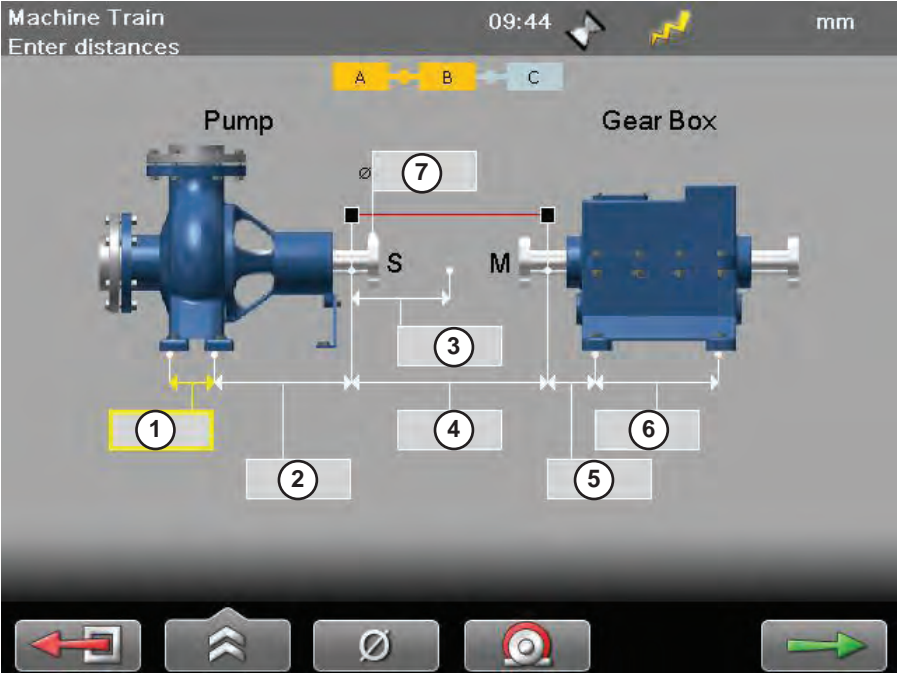 Machine Train
Enter distances
09:44
mm
A B C
Pump
Gear Box
Ø 7
S
M
3
1
4
6
2
5
Ø